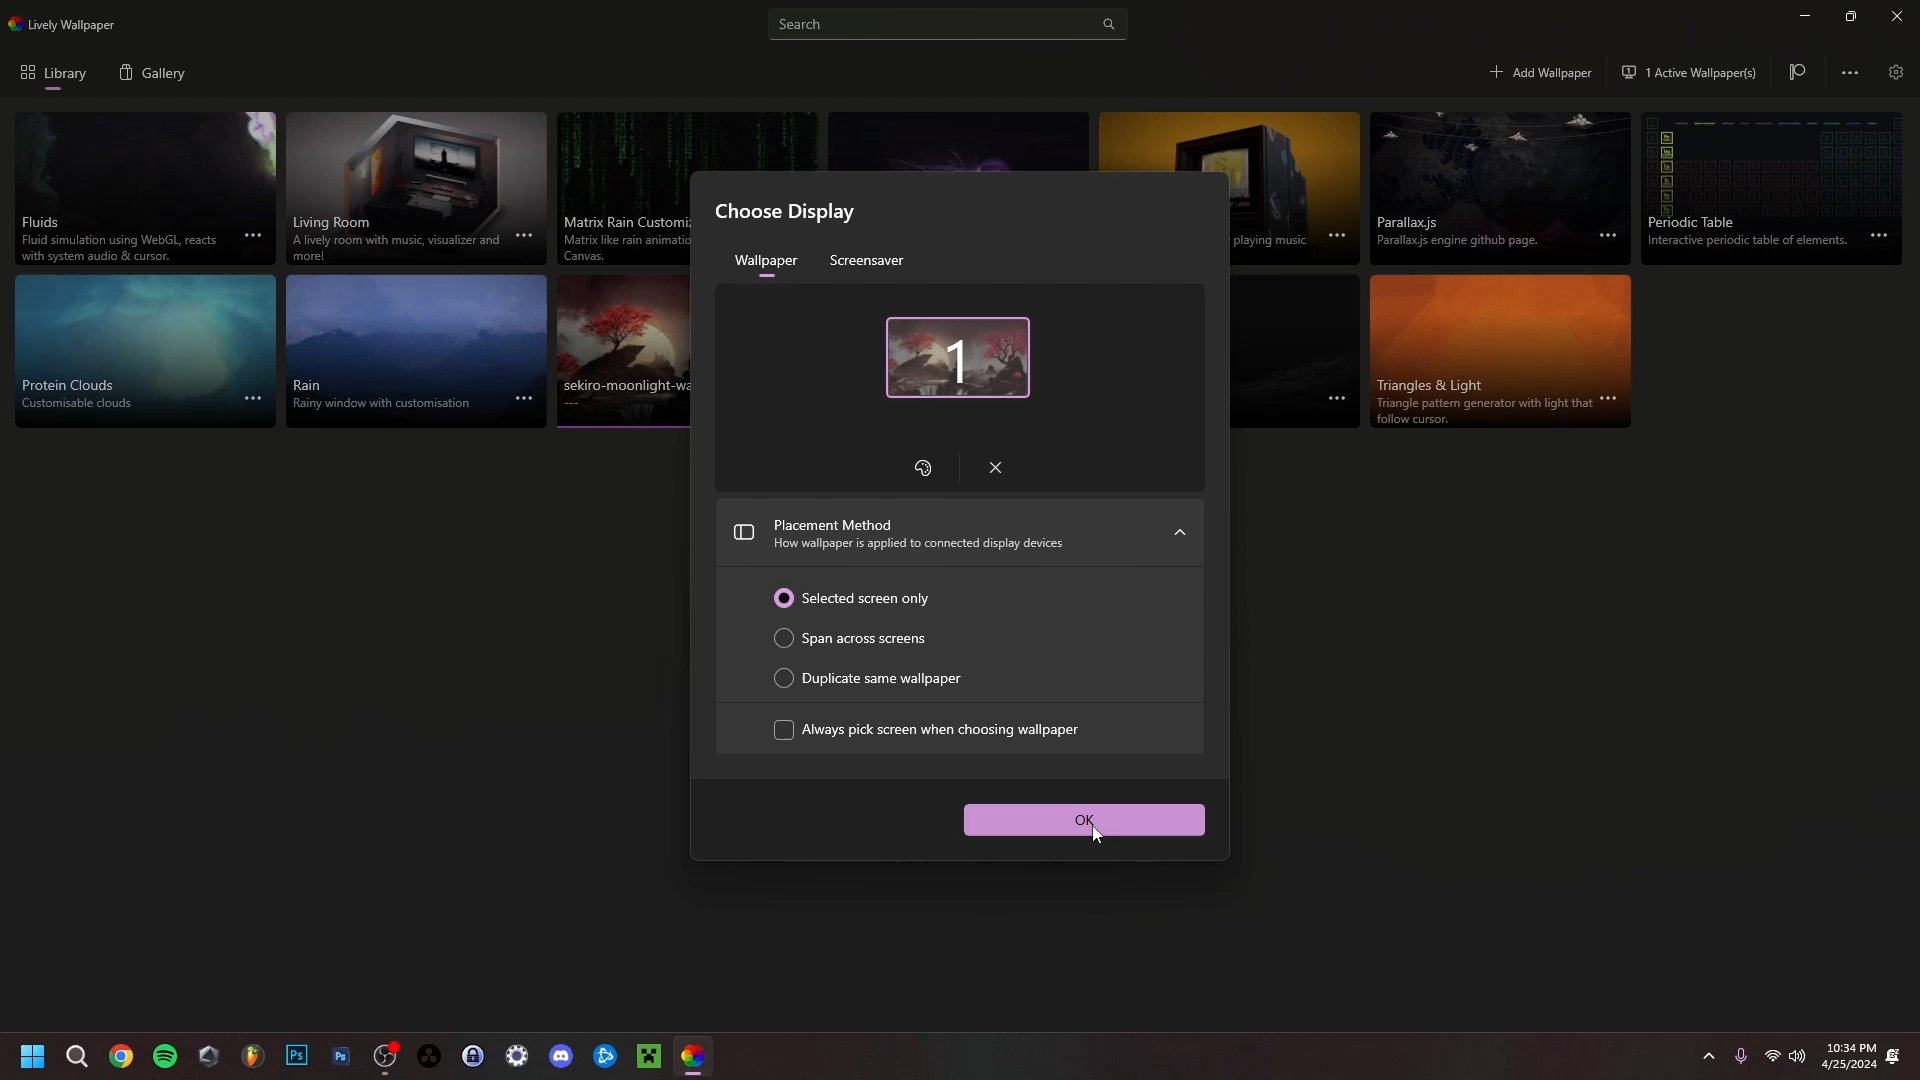 Lively Wallpaper
Search
Library
Gallery
Add Wallpaper
1 Active Wallpaper(s)
Fluids
Fluid simulation using WebGL, reacts
with system audio & cursor.
Living Room
A lively room with music, visualizer and
more!
Matrix Rain Customiz
Matrix like rain animatio
Canvas.
playing music
Parallax.js
Parallax.js engine github page.
Periodic Table
Interactive periodic table of elements.
Protein Clouds
Customisable clouds
Rain
Rainy window with customisation
sekiro-moonlight-wa
---
Triangles & Light
Triangle pattern generator with light that
follow cursor.
Choose Display
Wallpaper
Screensaver
1
Placement Method
How wallpaper is applied to connected display devices
Selected screen only
Span across screens
Duplicate same wallpaper
Always pick screen when choosing wallpaper
OK
Ps
Ps
10:34 PM
4/25/2024